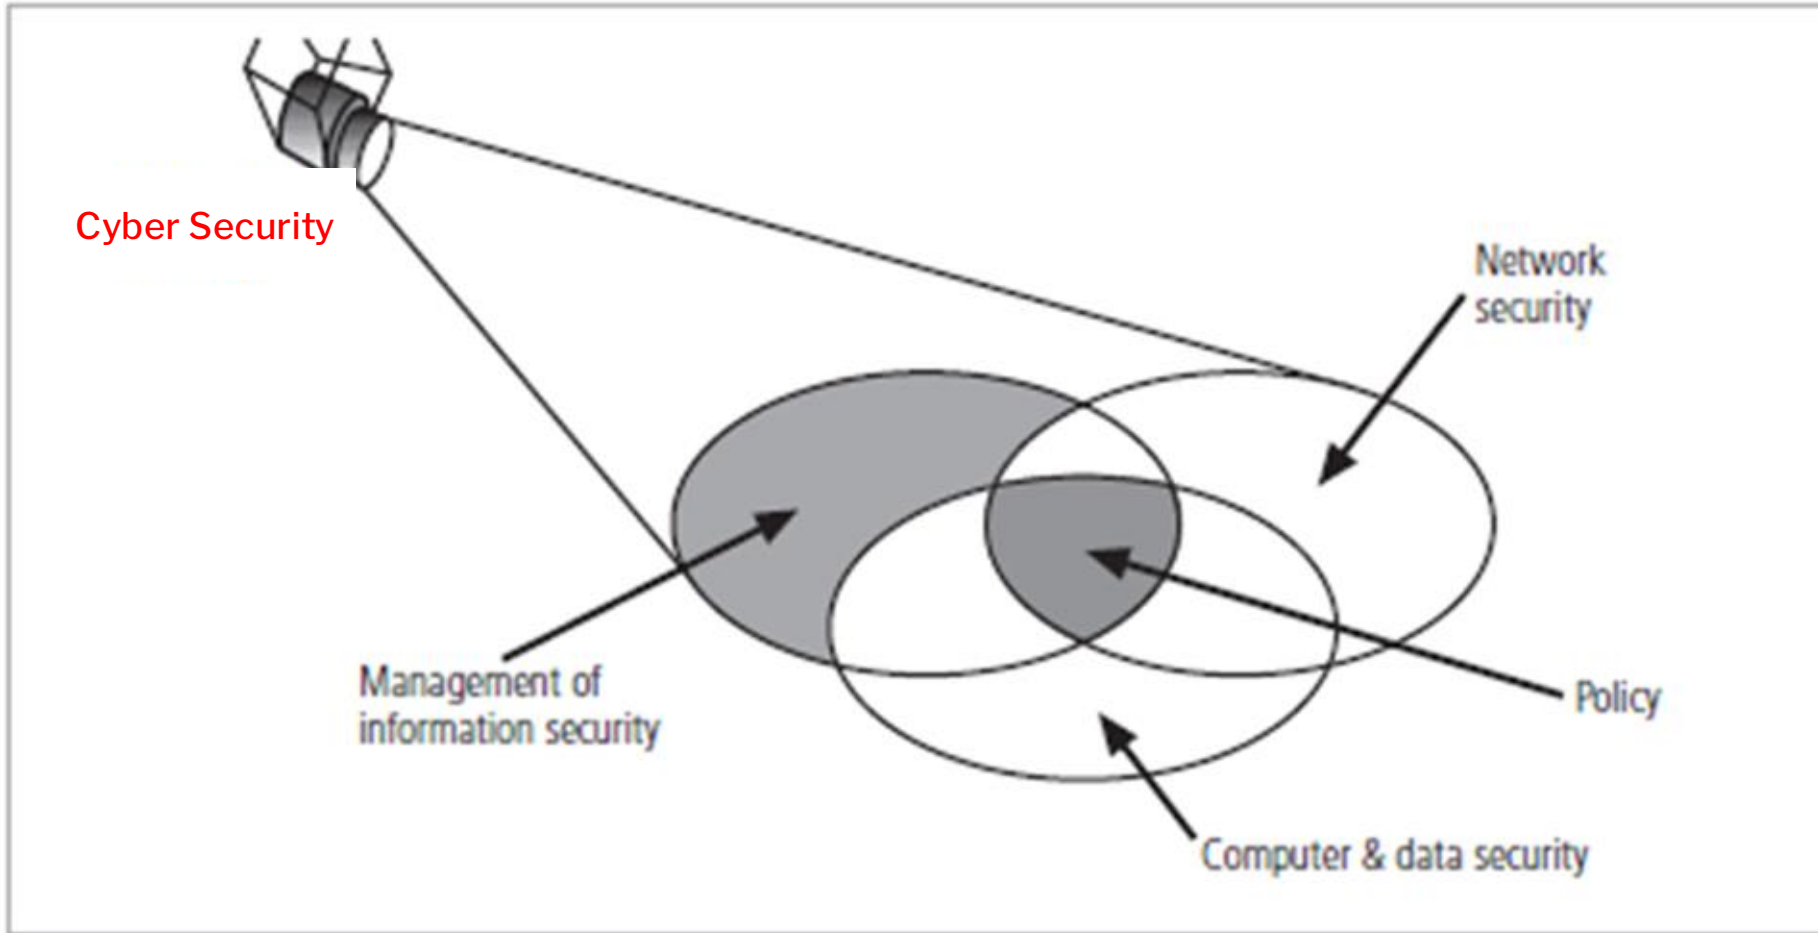 Cyber Security
Network
security
Management of
information security
Policy
Computer & data security